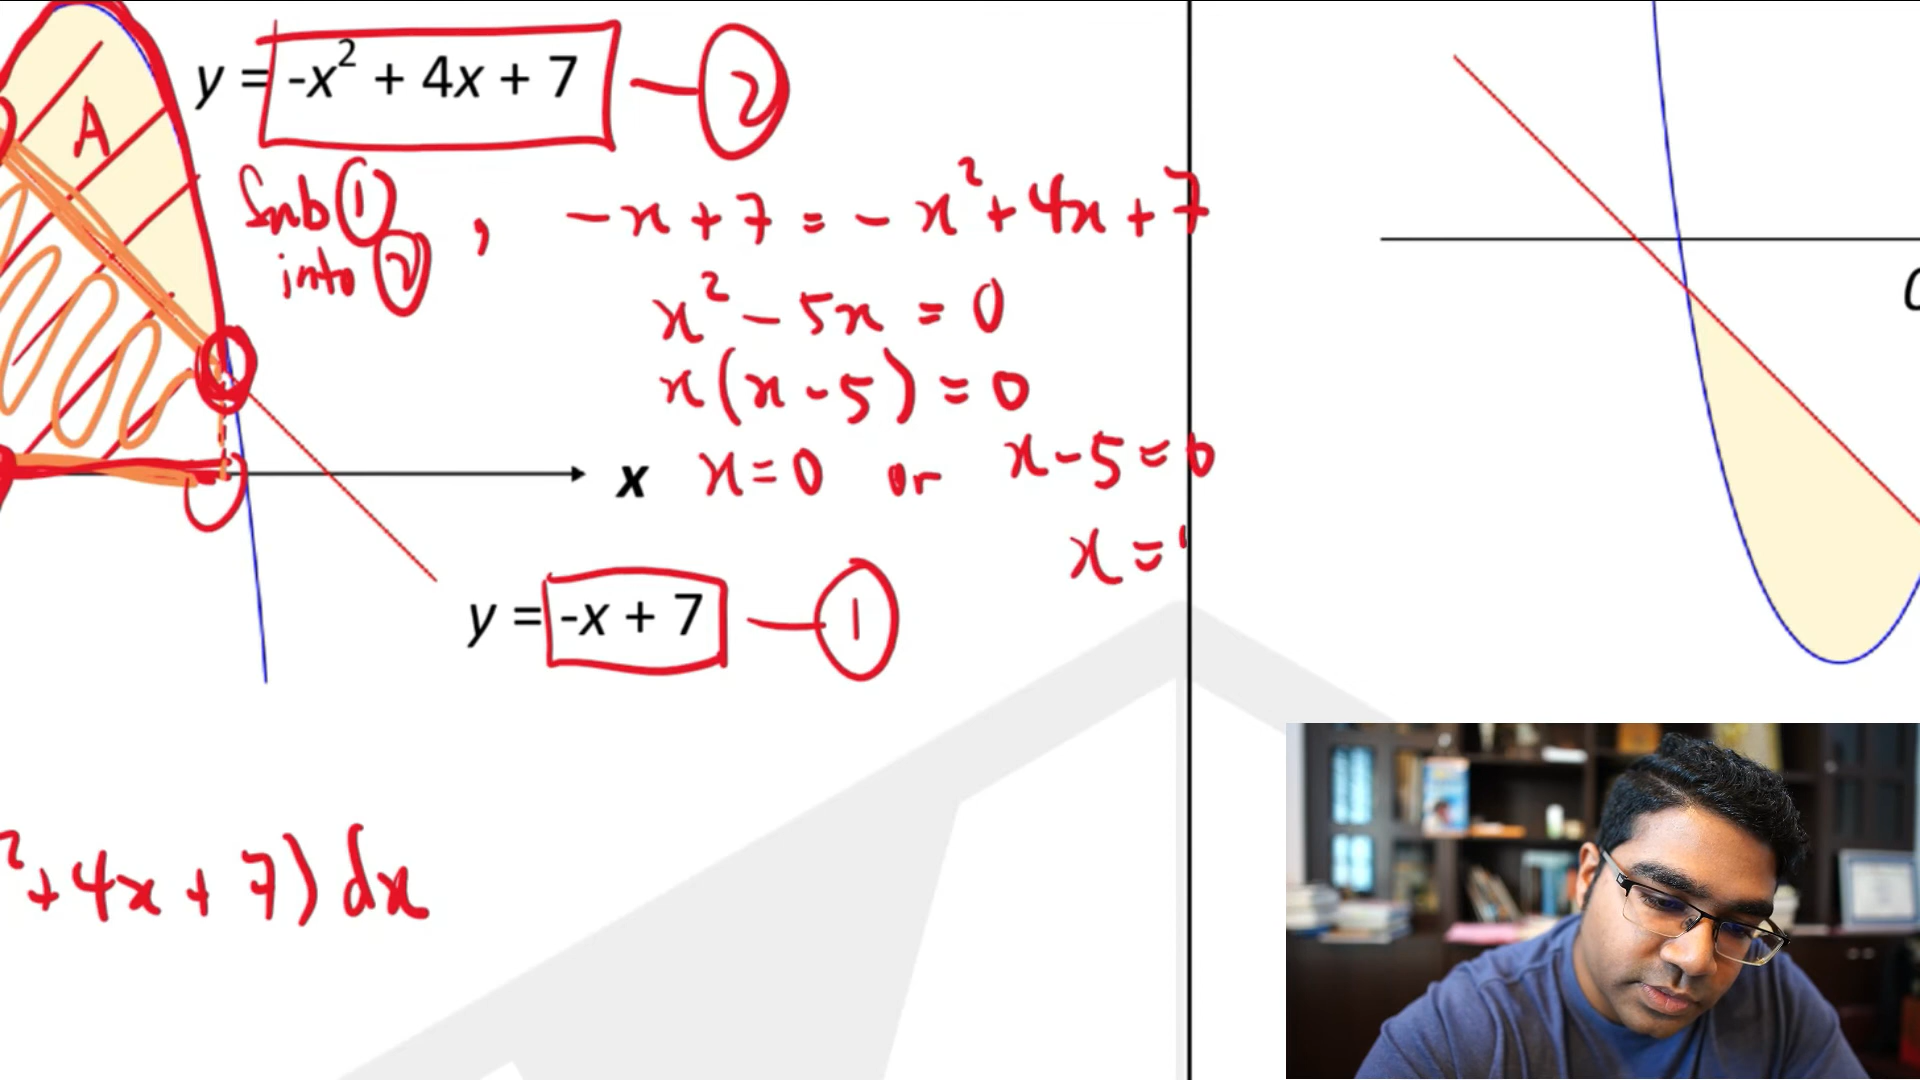 y = -x² + 4x + 7 — ②
A
Sub ① into ② , -x + 7 = -x² + 4x + 7
x² - 5x = 0
x(x - 5) = 0
x = 0 or x - 5 = 0
x =
x
y = -x + 7 — ①
² + 4x + 7) dx